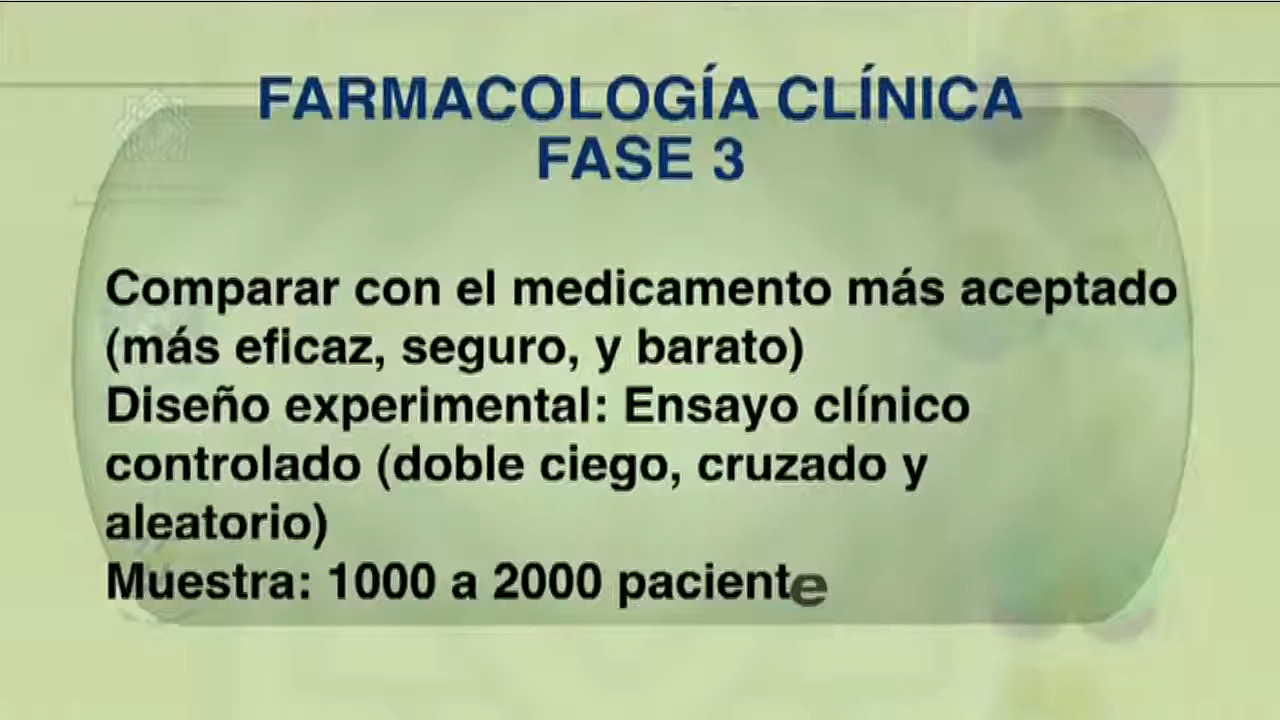 FARMACOLOGÍA CLÍNICA
FASE 3
Comparar con el medicamento más aceptado
(más eficaz, seguro, y barato)
Diseño experimental: Ensayo clínico
controlado (doble ciego, cruzado y
aleatorio)
Muestra: 1000 a 2000 paciente